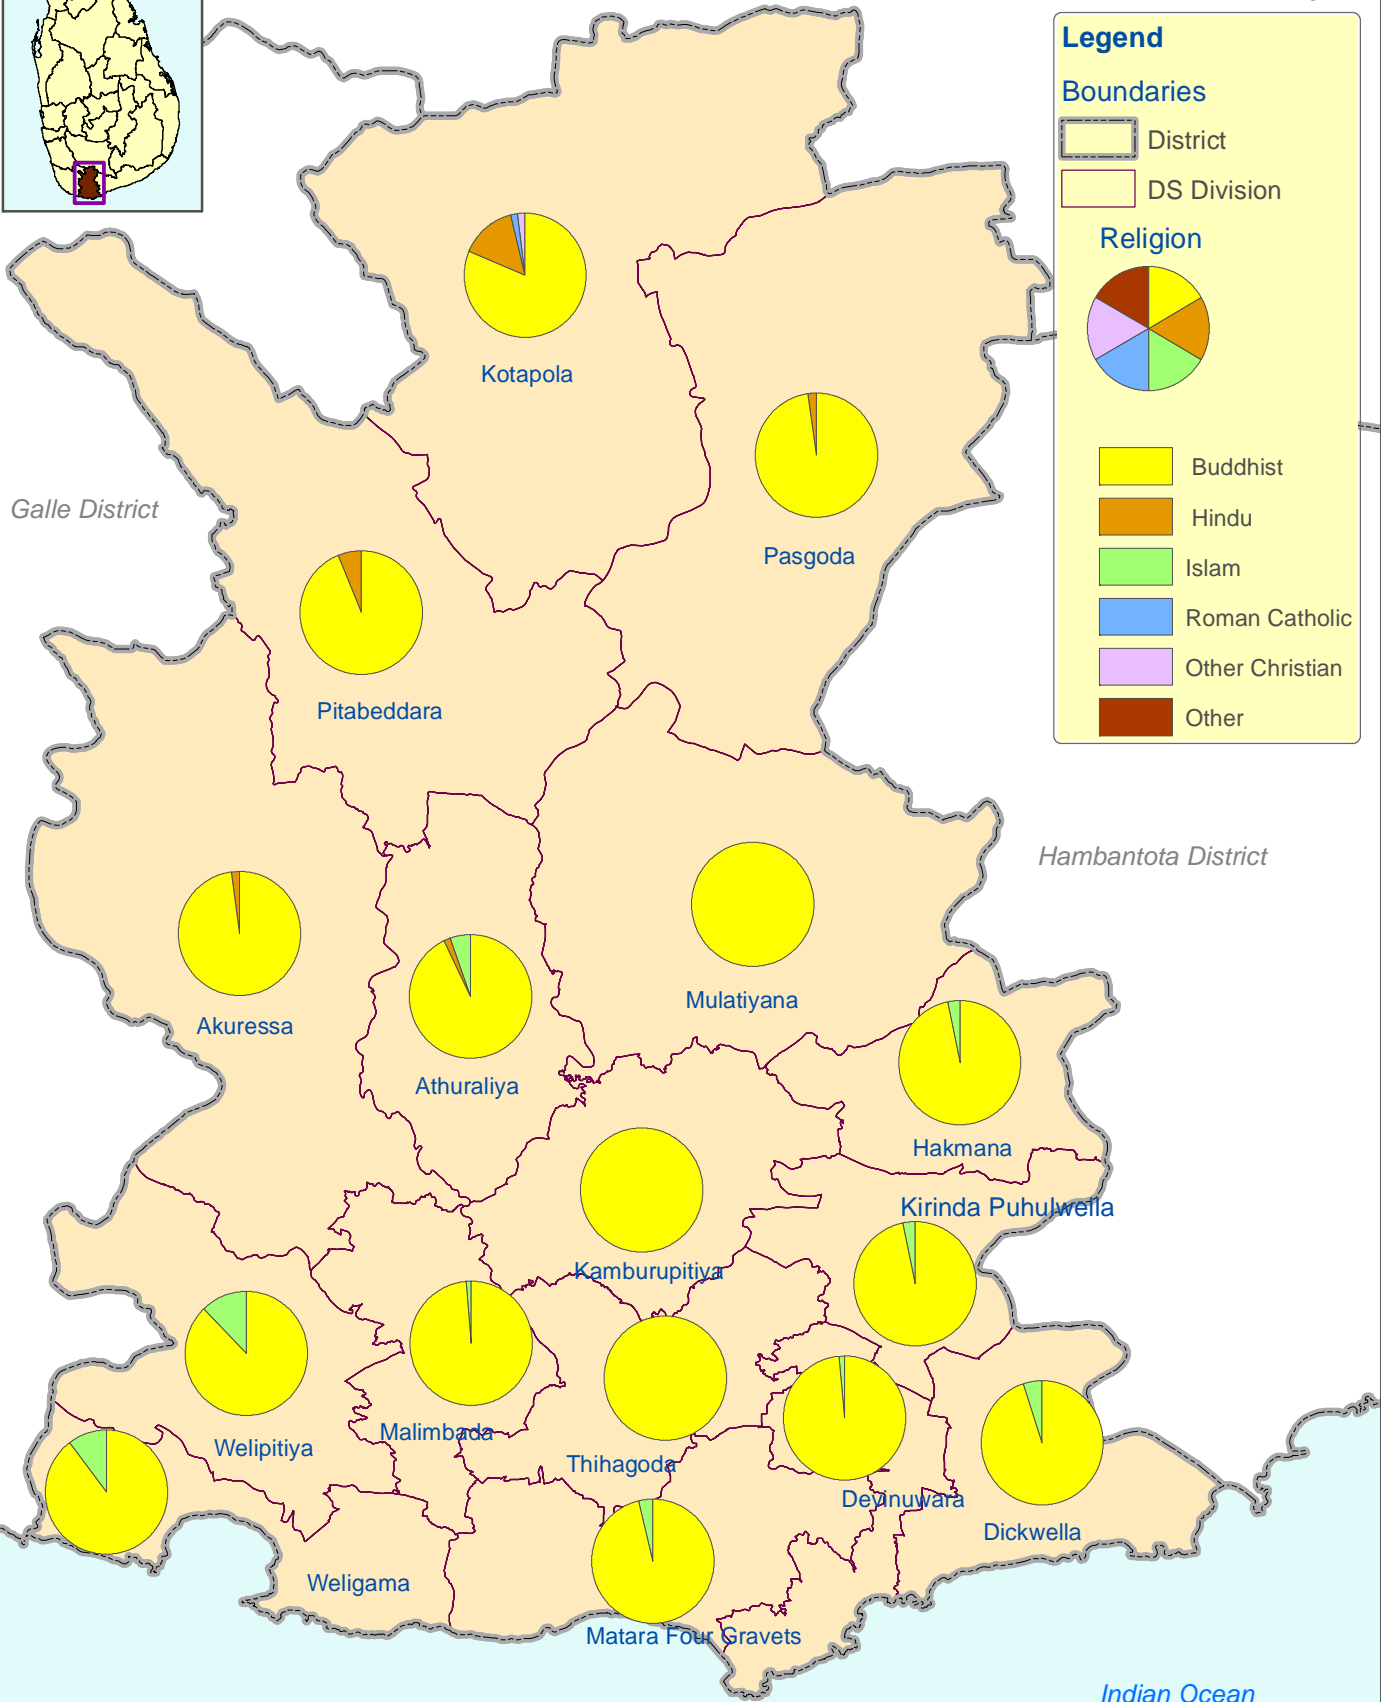 Legend
Boundaries
District
DS Division
Religion
Buddhist
Hindu
Islam
Roman Catholic
Other Christian
Other
Kotapola
Pasgoda
Galle District
Pitabeddara
Hambantota District
Mulatiyana
Akuressa
Athuraliya
Hakmana
Kirinda Puhulwella
Kamburupitiya
Malimbada
Welipitiya
Thihagoda
Devinuwara
Dickwella
Weligama
Matara Four Gravets
Indian Ocean